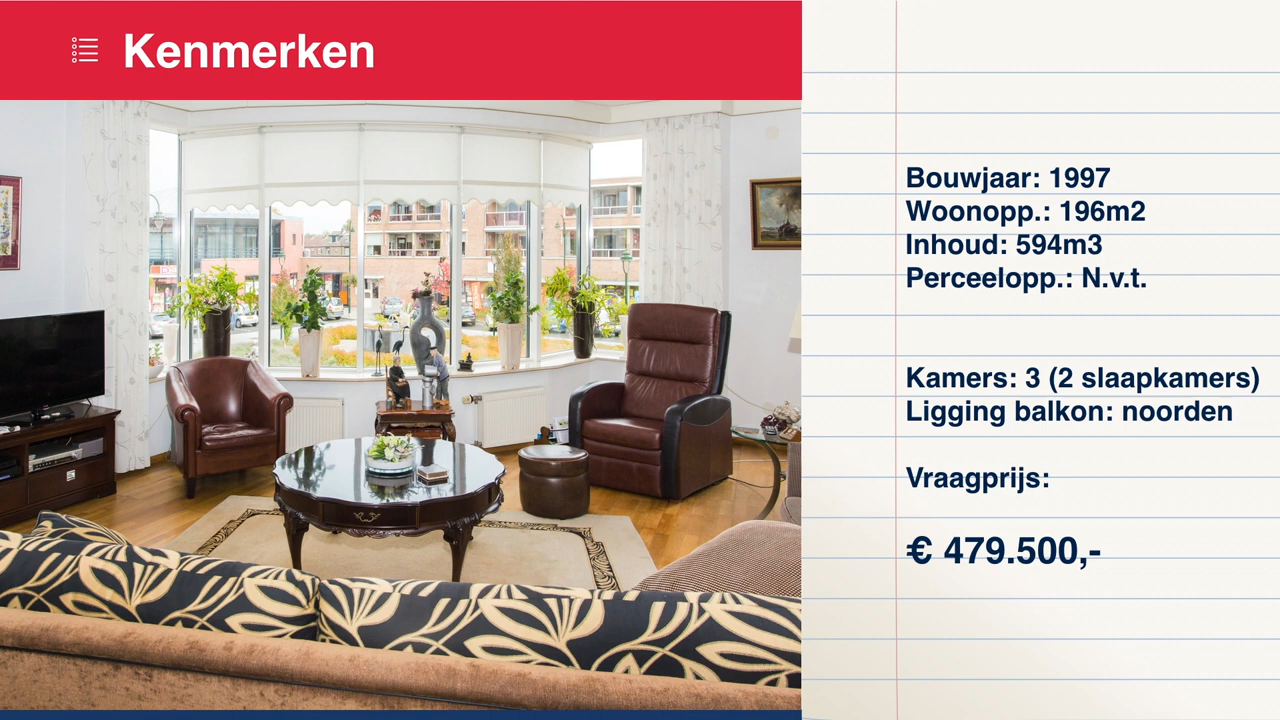 Kenmerken
Bouwjaar: 1997
Woonopp.: 196m2
Inhoud: 594m3
Perceelopp.: N.v.t.
Kamers: 3 (2 slaapkamers)
Ligging balkon: noorden
Vraagprijs:
€ 479.500,-